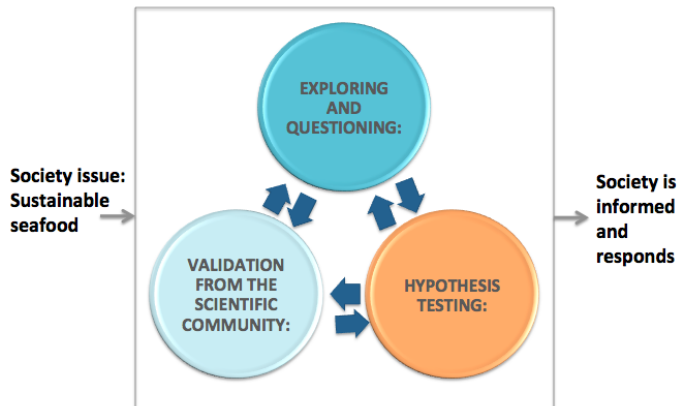 EXPLORING
AND
QUESTIONING:
Society issue:
Sustainable
seafood
Society is
informed
and
responds
VALIDATION
FROM THE
SCIENTIFIC
COMMUNITY:
HYPOTHESIS
TESTING: